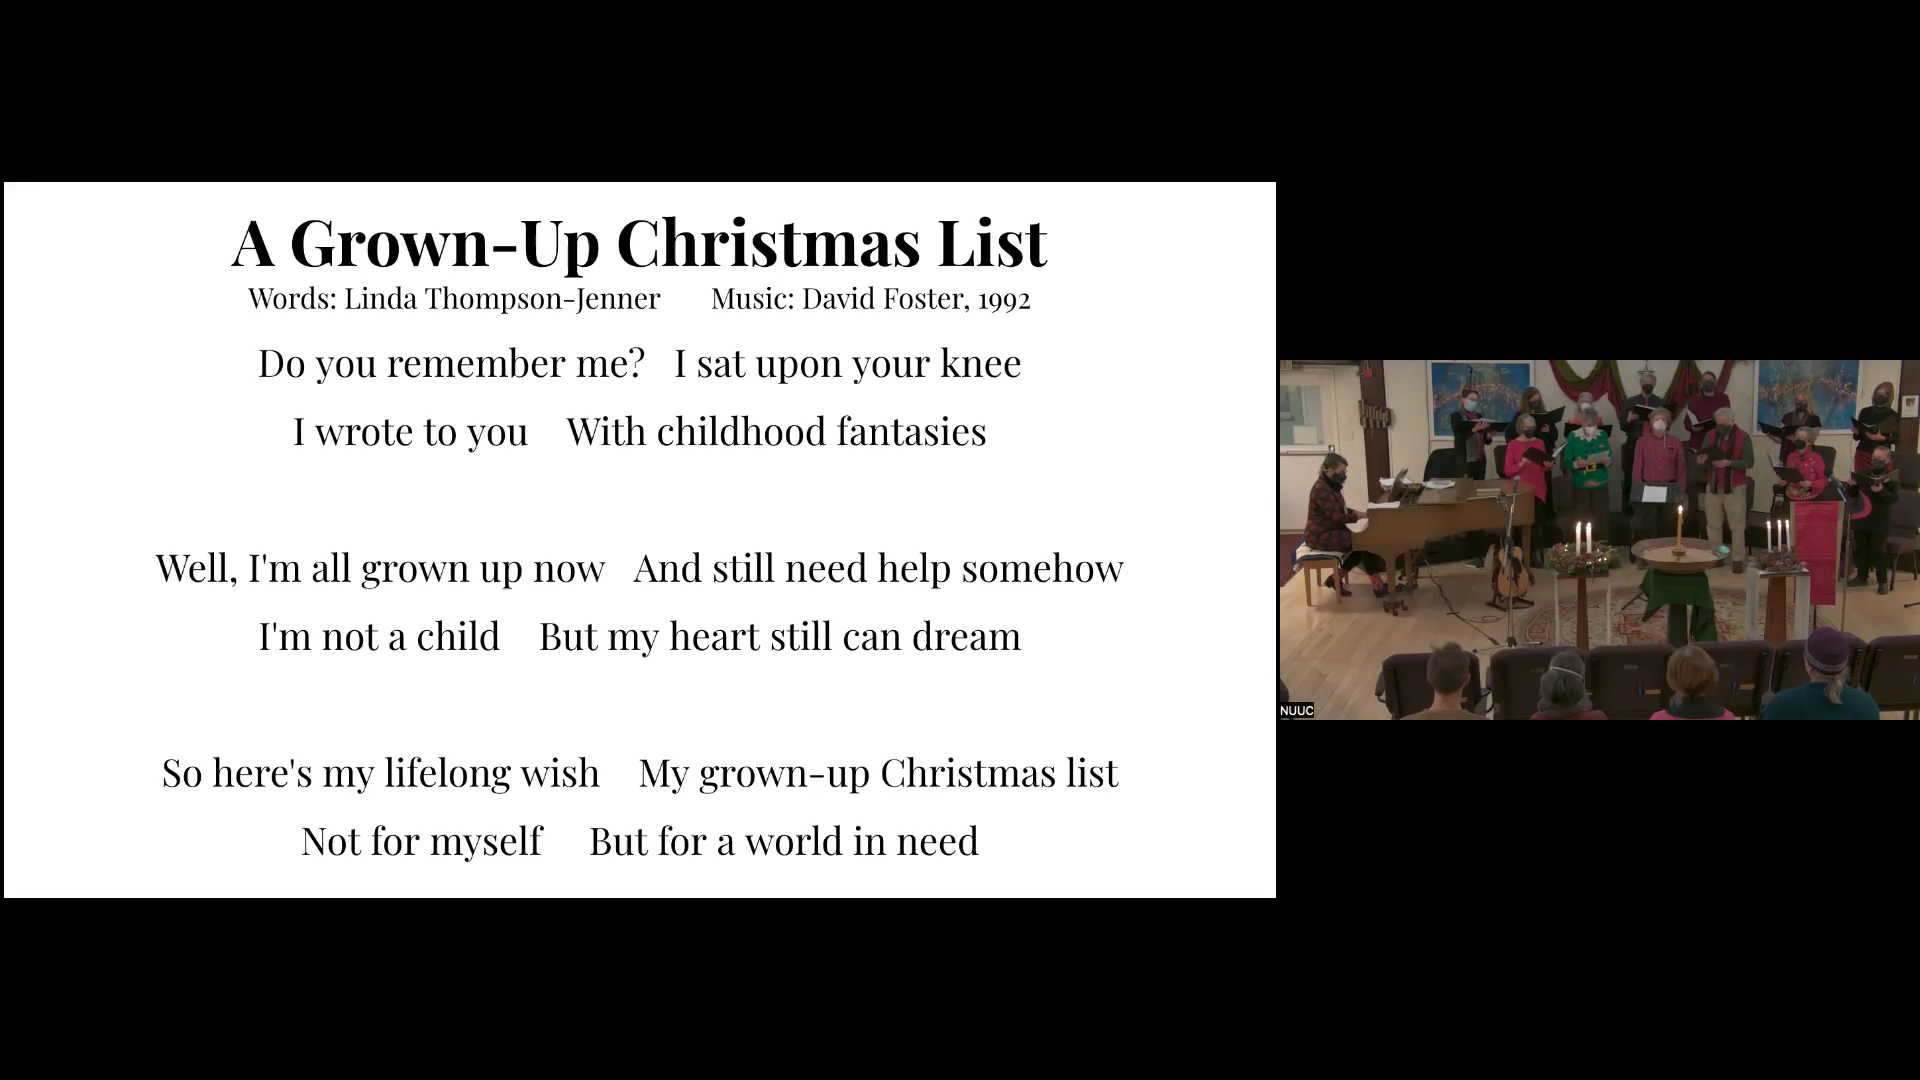 A Grown-Up Christmas List
Words: Linda Thompson-Jenner Music: David Foster, 1992
Do you remember me? I sat upon your knee
I wrote to you With childhood fantasies
Well, I'm all grown up now And still need help somehow
I'm not a child But my heart still can dream
So here's my lifelong wish My grown-up Christmas list
Not for myself But for a world in need
NUUC